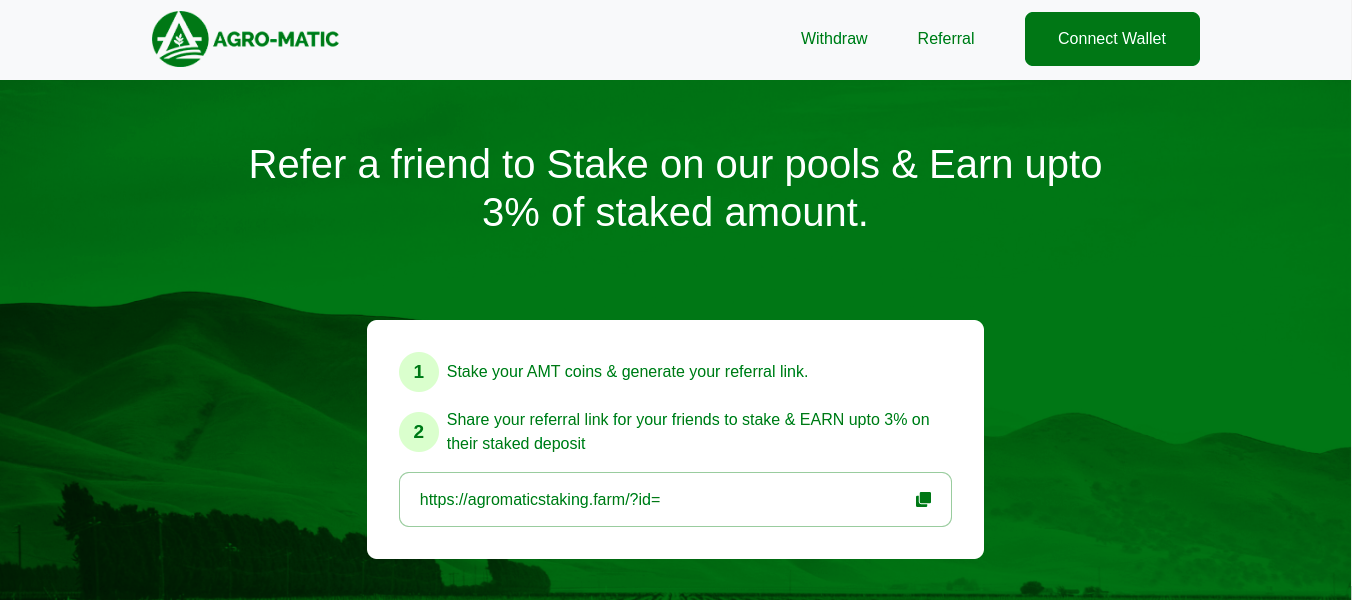 AGRO-MATIC
Withdraw
Referral
Connect Wallet
Refer a friend to Stake on our pools & Earn upto
3% of staked amount.
1
Stake your AMT coins & generate your referral link.
2
Share your referral link for your friends to stake & EARN upto 3% on
their staked deposit
https://agromaticstaking.farm/?id=